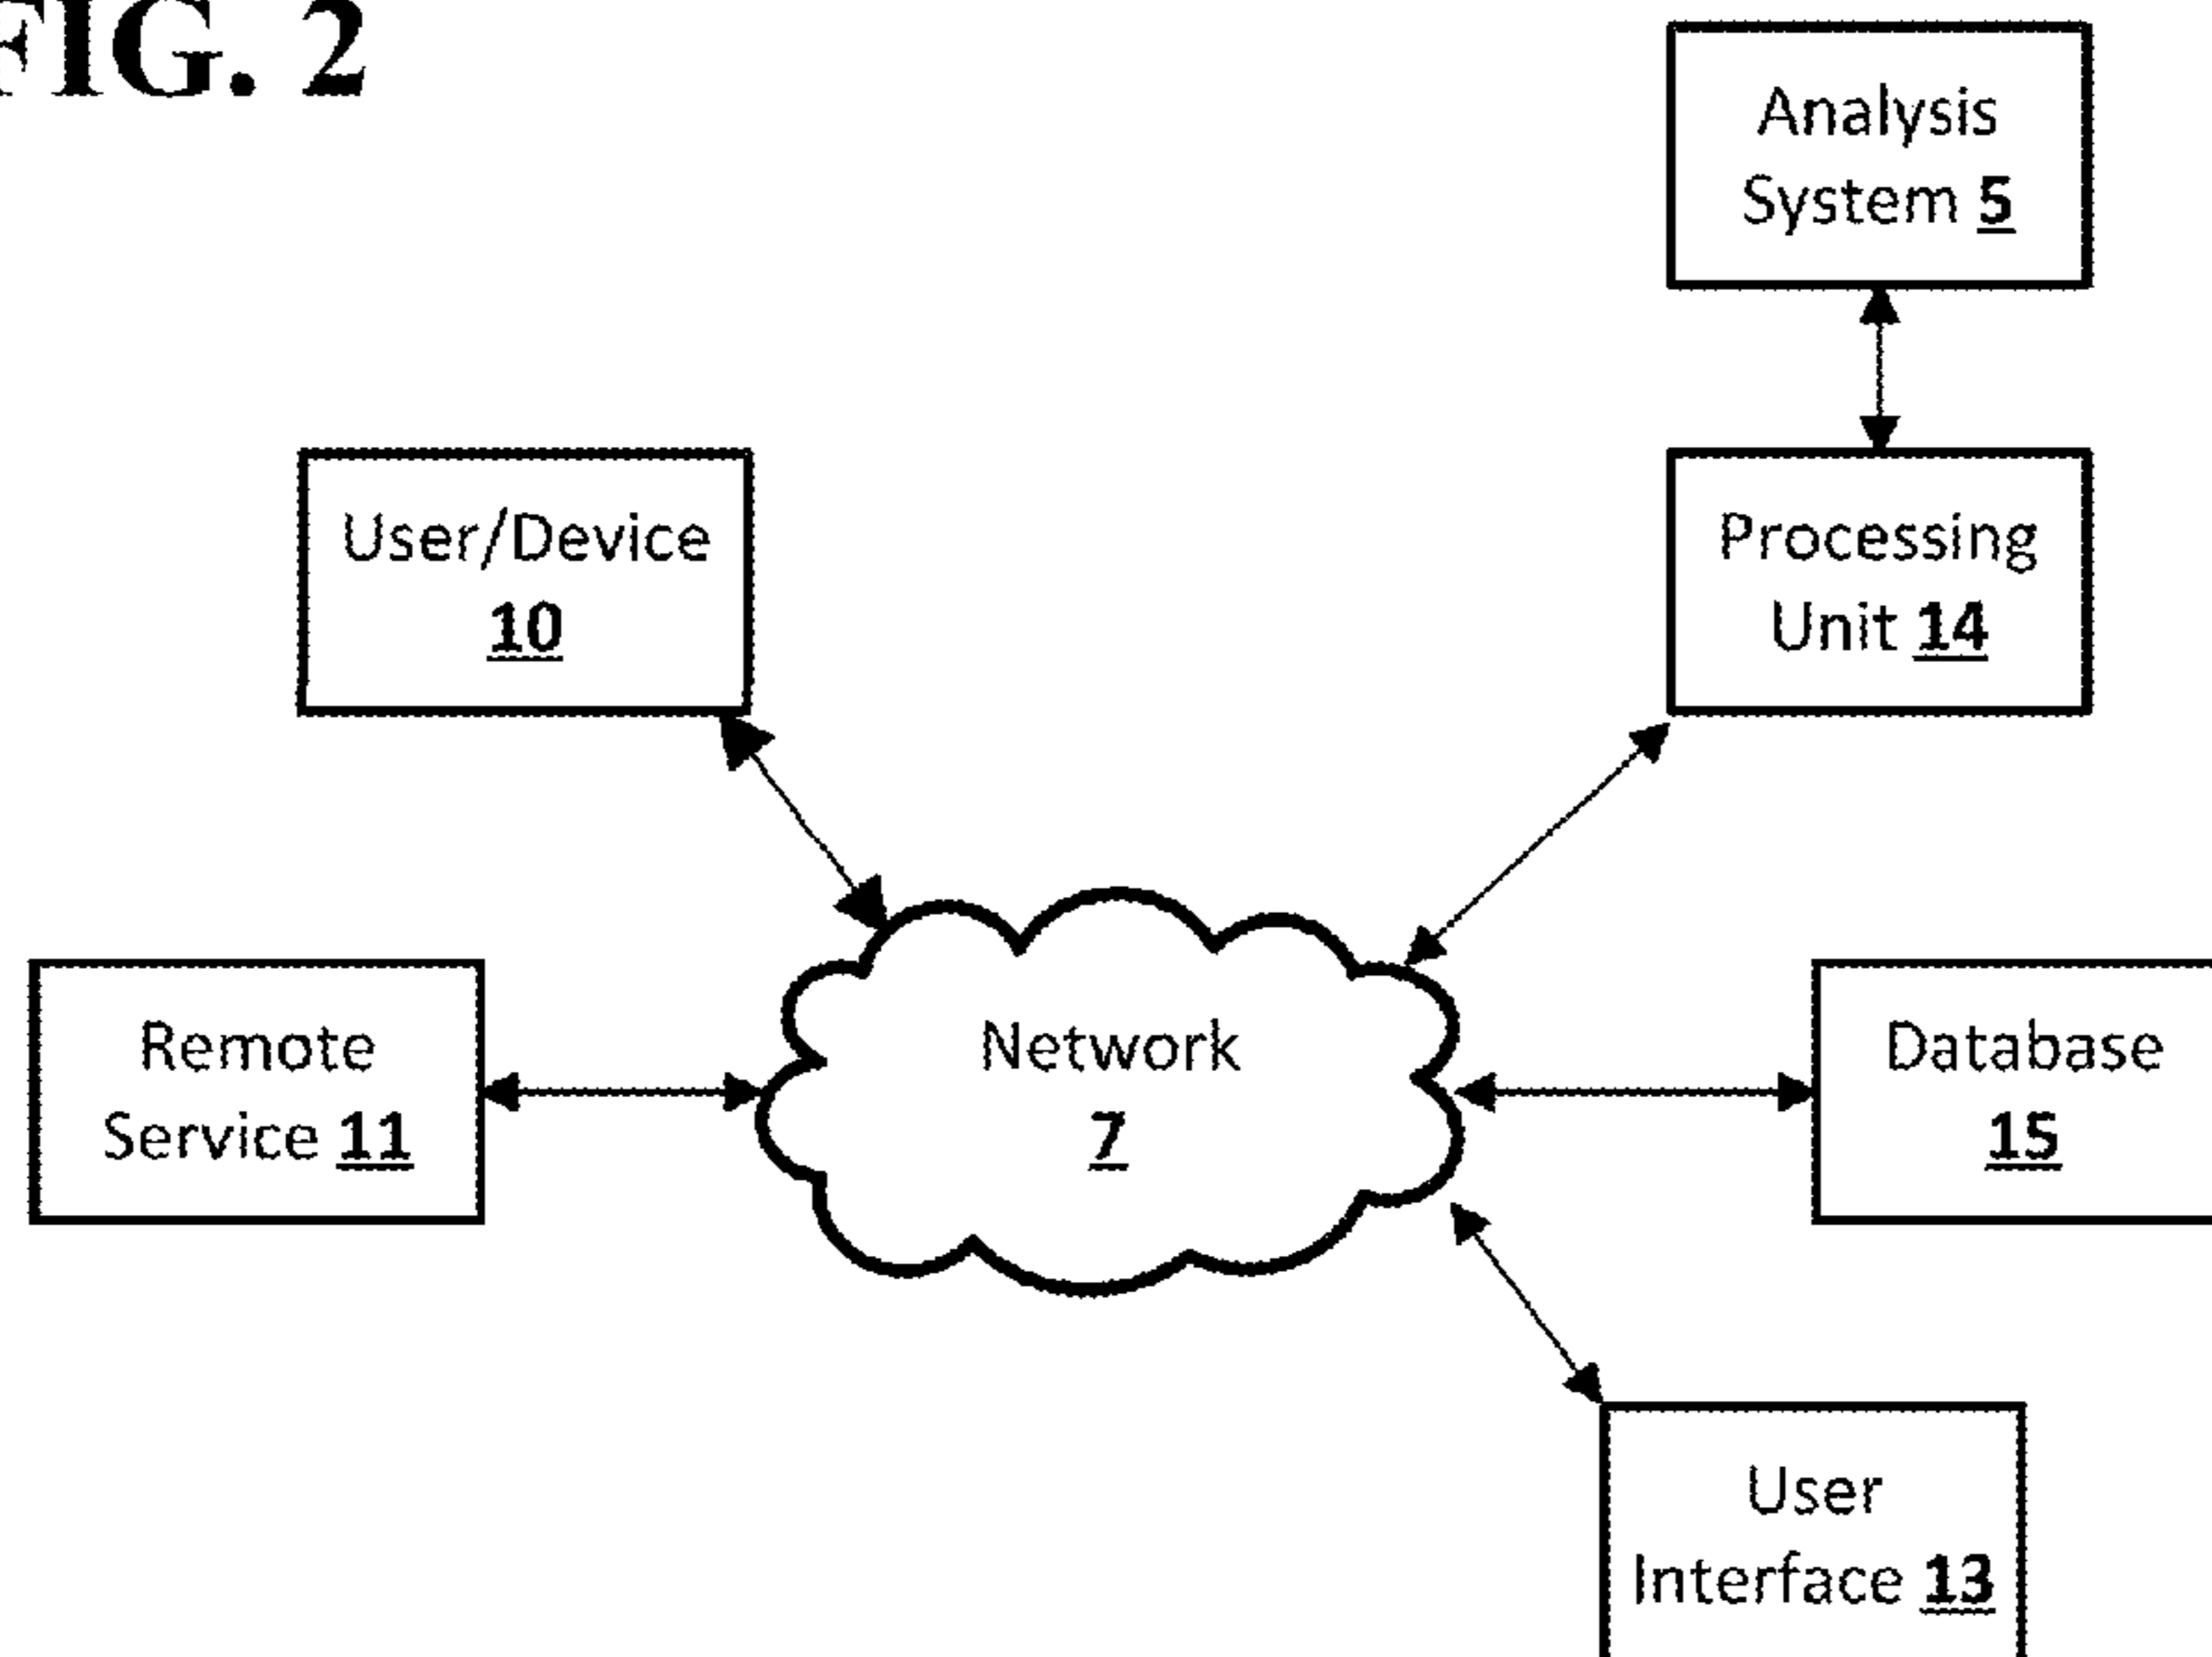 FIG. 2
Analysis
System 5
User/Device
10
Processing
Unit 14
Remote
Service 11
Network
7
Database
15
User
Interface 13